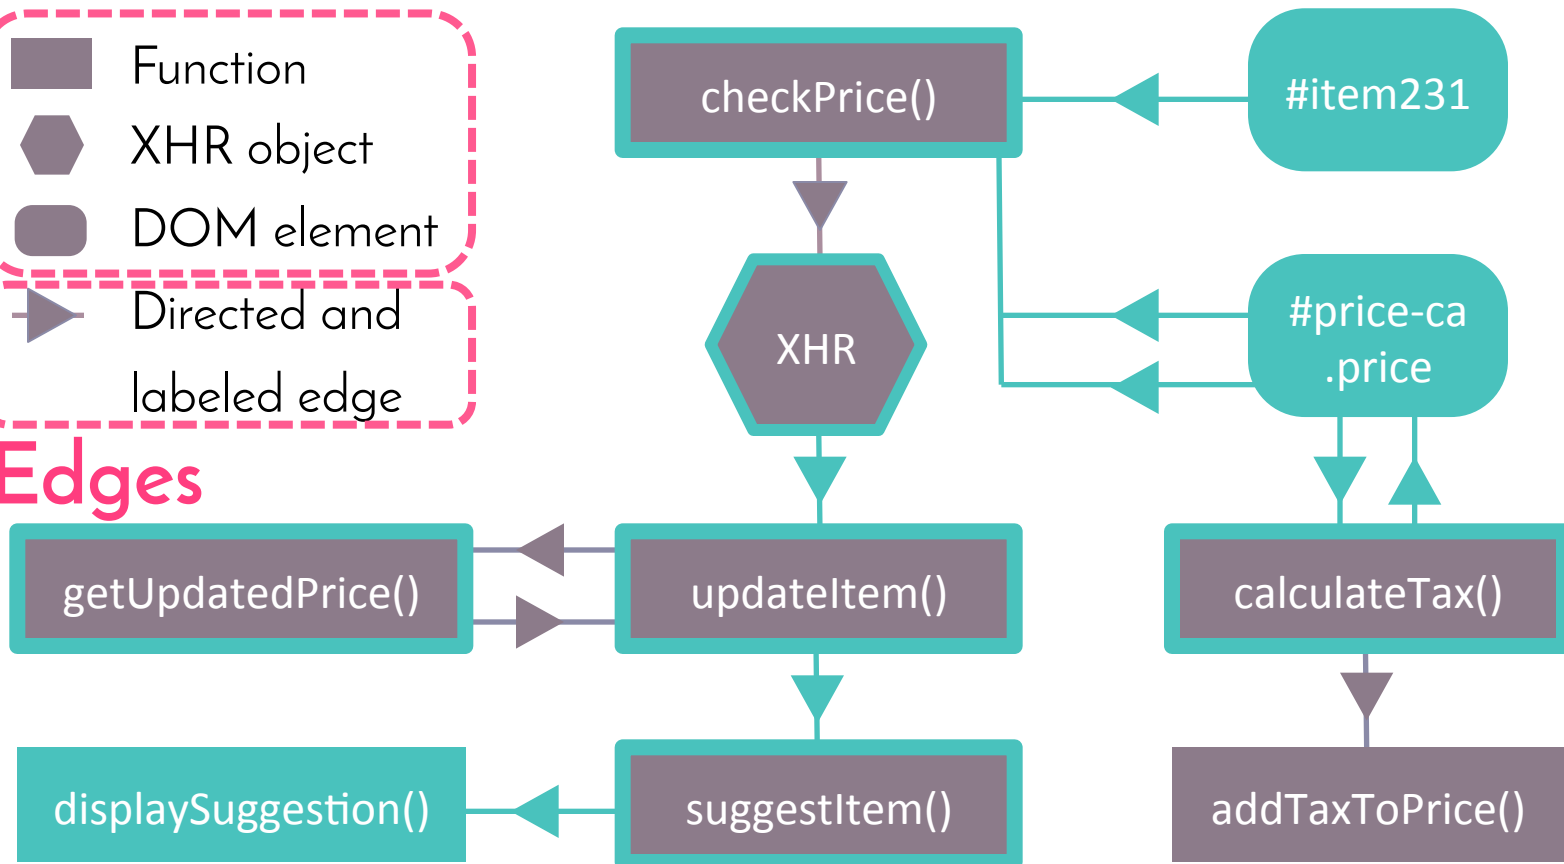 Function
XHR object
DOM element
Directed and
labeled edge
Edges
checkPrice()
#item231
XHR
#price-ca
.price
getUpdatedPrice()
updateItem()
calculateTax()
displaySuggestion()
suggestItem()
addTaxToPrice()